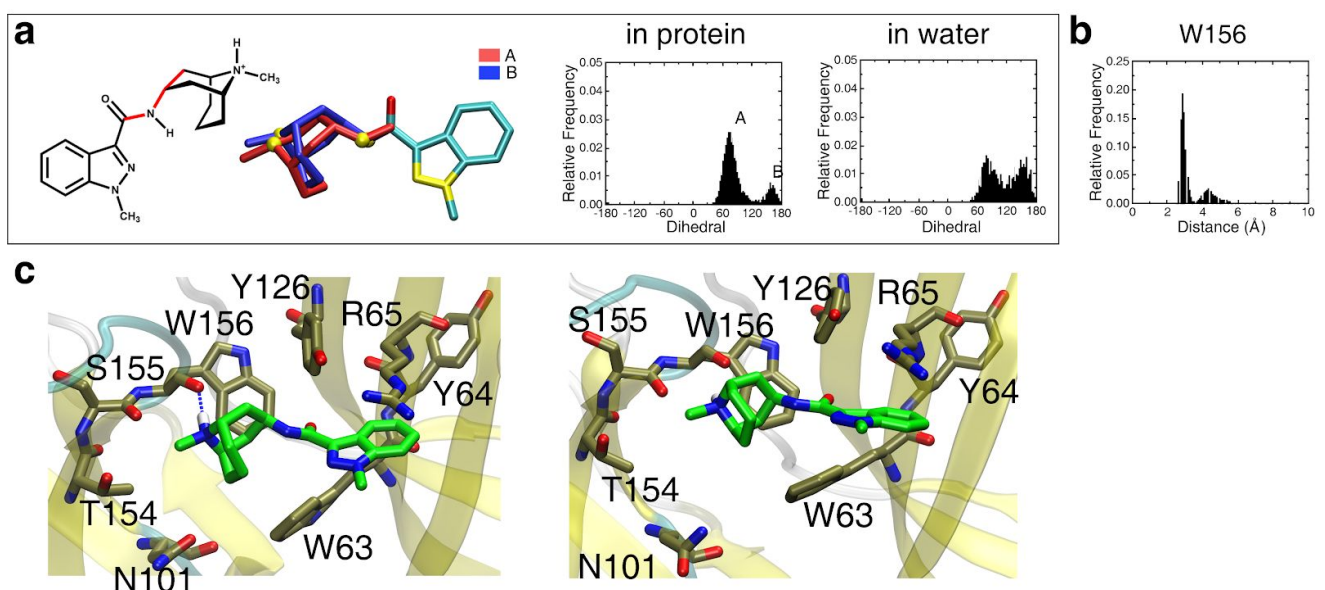 a
H
N+
CH3
O
N
H
N
N
CH3
A
B
in protein
Relative Frequency
0.05
0.04
0.03
0.02
0.01
0.00
A
B
-180 -120 -60 0 60 120 180
Dihedral
in water
Relative Frequency
0.05
0.04
0.03
0.02
0.01
0.00
-180 -120 -60 0 60 120 180
Dihedral
b
W156
Relative Frequency
0.25
0.20
0.15
0.10
0.05
0.00
0 2 4 6 8 10
Distance (Å)
c
Y126
W156
R65
S155
Y64
T154
W63
N101
Y126
R65
S155
W156
Y64
T154
W63
N101